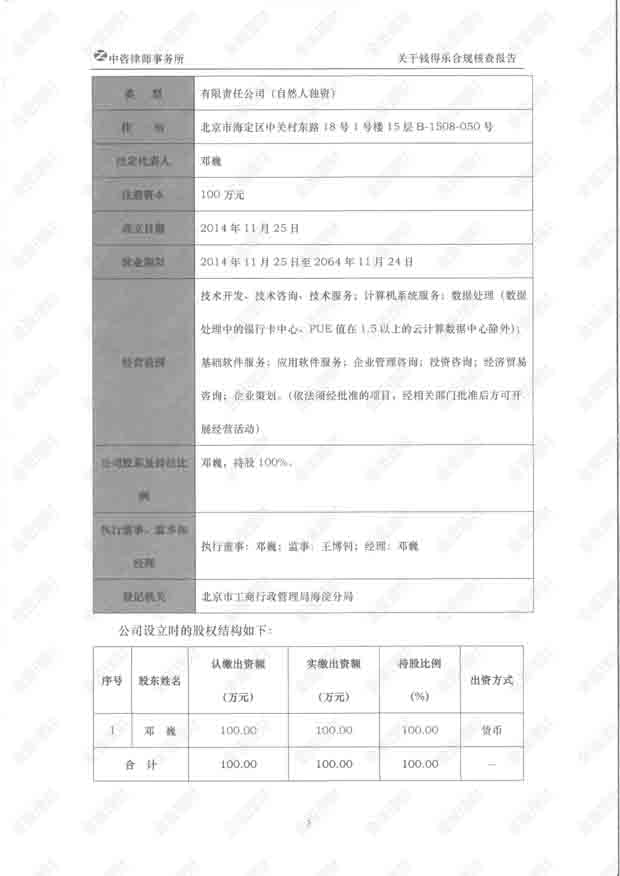 中咨律师事务所
关于钱得乐合规核查报告
类 型
有限责任公司（自然人独资）
住 所
北京市海定区中关村东路 18 号 1 号楼 15 层 B-1508-050 号
法定代表人
邓巍
注册资本
100 万元
成立日期
2014 年 11 月 25 日
营业期限
2014 年 11 月 25 日至 2064 年 11 月 24 日
经营范围
技术开发、技术咨询、技术服务；计算机系统服务；数据处理（数据
处理中的银行卡中心、PUE 值在 1.5 以上的云计算数据中心除外）；
基础软件服务；应用软件服务；企业管理咨询；投资咨询；经济贸易
咨询；企业策划。（依法须经批准的项目，经相关部门批准后方可开
展经营活动）
公司股东及持股比
例
邓巍，持股 100%。
执行董事、监事和
经理
执行董事：邓巍；监事：王博钊；经理：邓巍
登记机关
北京市工商行政管理局海淀分局
公司设立时的股权结构如下：
序号
股东姓名
认缴出资额
（万元）
实缴出资额
（万元）
持股比例
（%）
出资方式
1
邓 巍
100.00
100.00
100.00
货币
合 计
100.00
100.00
100.00
—